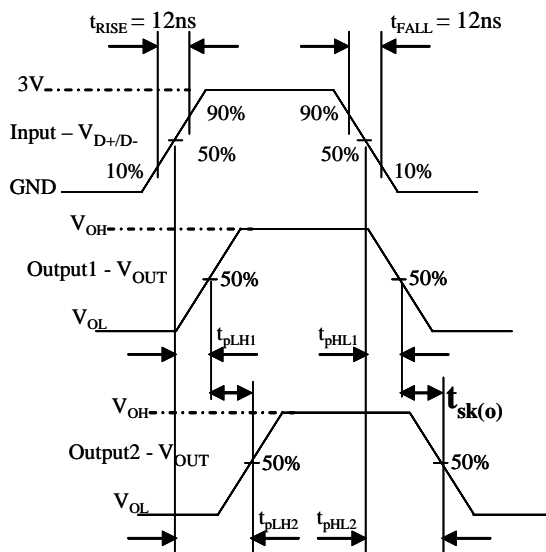 tRISE = 12ns
tFALL = 12ns
3V
90%
90%
Input – VD+/D-
50%
50%
10%
10%
GND
VOH
Output1 - VOUT
50%
50%
VOL
tpLH1
tpHL1
VOH
tsk(o)
Output2 - VOUT
50%
50%
VOL
tpLH2
tpHL2